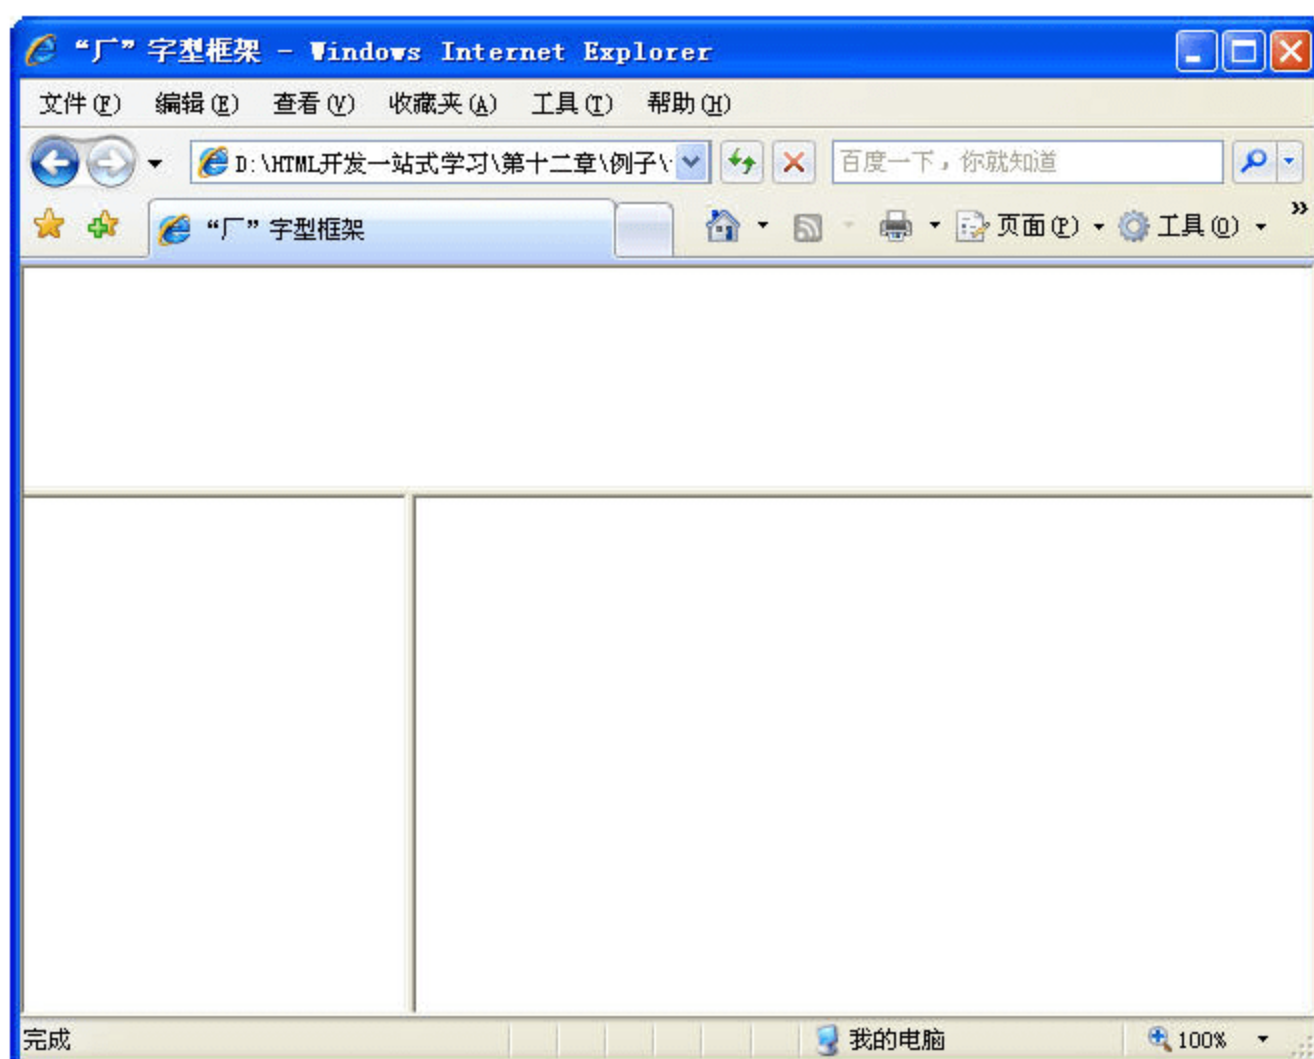 “厂”字型框架 - Windows Internet Explorer
文件(F) 编辑(E) 查看(V) 收藏夹(A) 工具(T) 帮助(H)
D:\HTML开发一站式学习\第十二章\例子\ 百度一下，你就知道
“厂”字型框架 页面(P) 工具(O) »
完成 我的电脑 100%